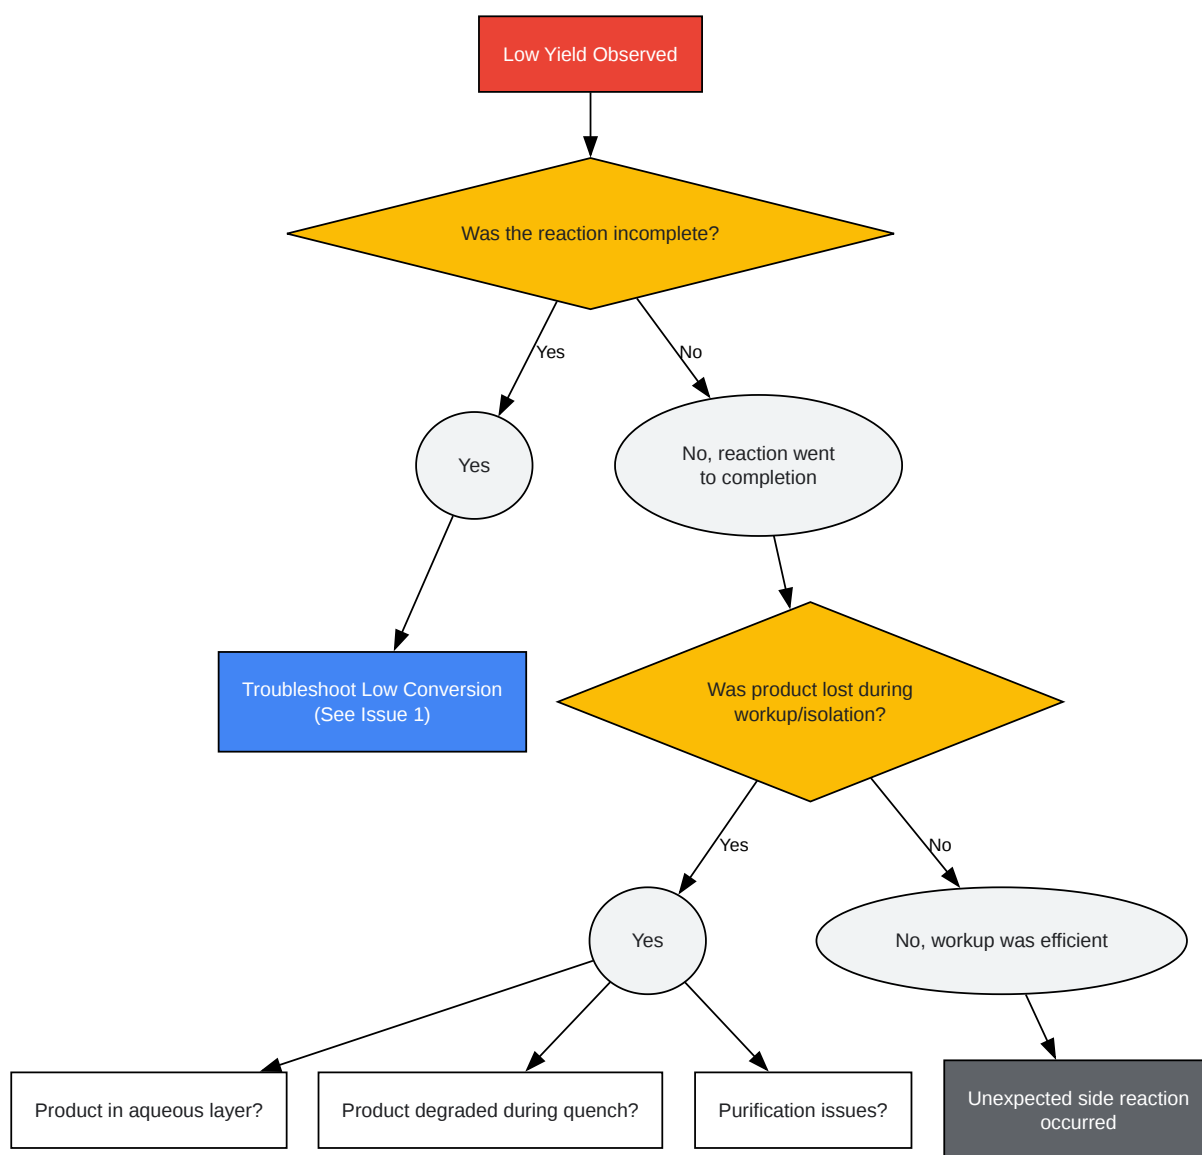 Low Yield Observed
Was the reaction incomplete?
Yes
No
Yes
No, reaction went
to completion
Troubleshoot Low Conversion
(See Issue 1)
Was product lost during
workup/isolation?
Yes
No
Yes
No, workup was efficient
Product in aqueous layer?
Product degraded during quench?
Purification issues?
Unexpected side reaction
occurred